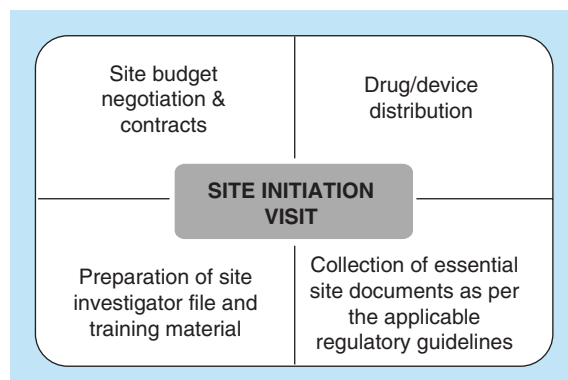 Site budget
negotiation &
contracts
Drug/device
distribution
SITE INITIATION
VISIT
Preparation of site
investigator file and
training material
Collection of essential
site documents as per
the applicable
regulatory guidelines